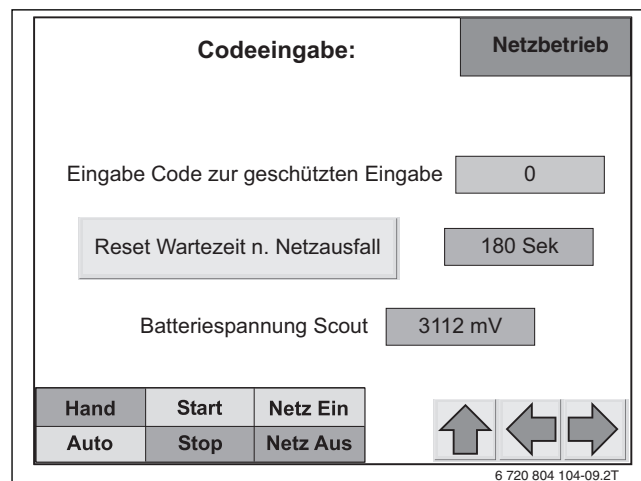 Codeeingabe:
Netzbetrieb
Eingabe Code zur geschützten Eingabe 0
Reset Wartezeit n. Netzausfall 180 Sek
Batteriespannung Scout 3112 mV
Hand Start Netz Ein
Auto Stop Netz Aus
6 720 804 104-09.2T